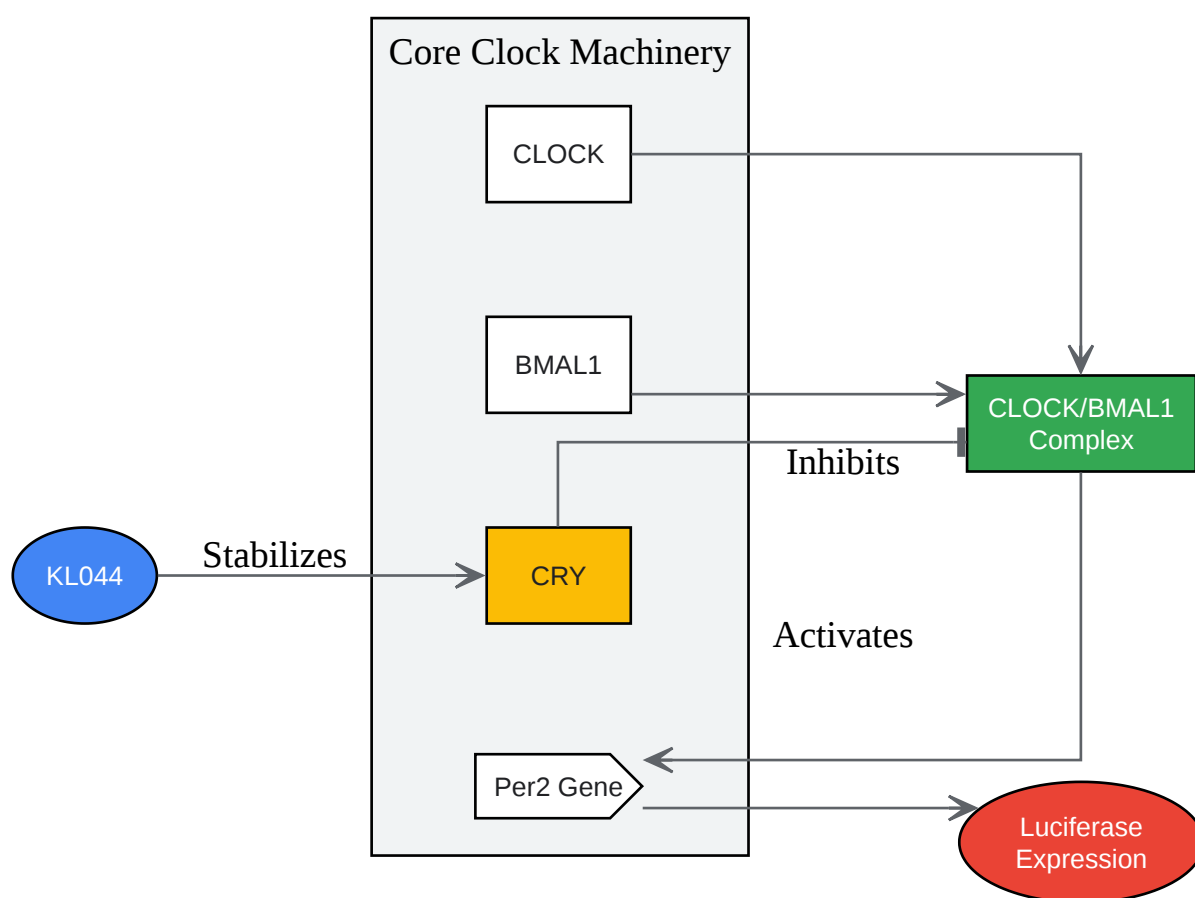 Core Clock Machinery
CLOCK
BMAL1
CLOCK/BMAL1
Complex
Inhibits
KL044
Stabilizes
CRY
Activates
Per2 Gene
Luciferase
Expression